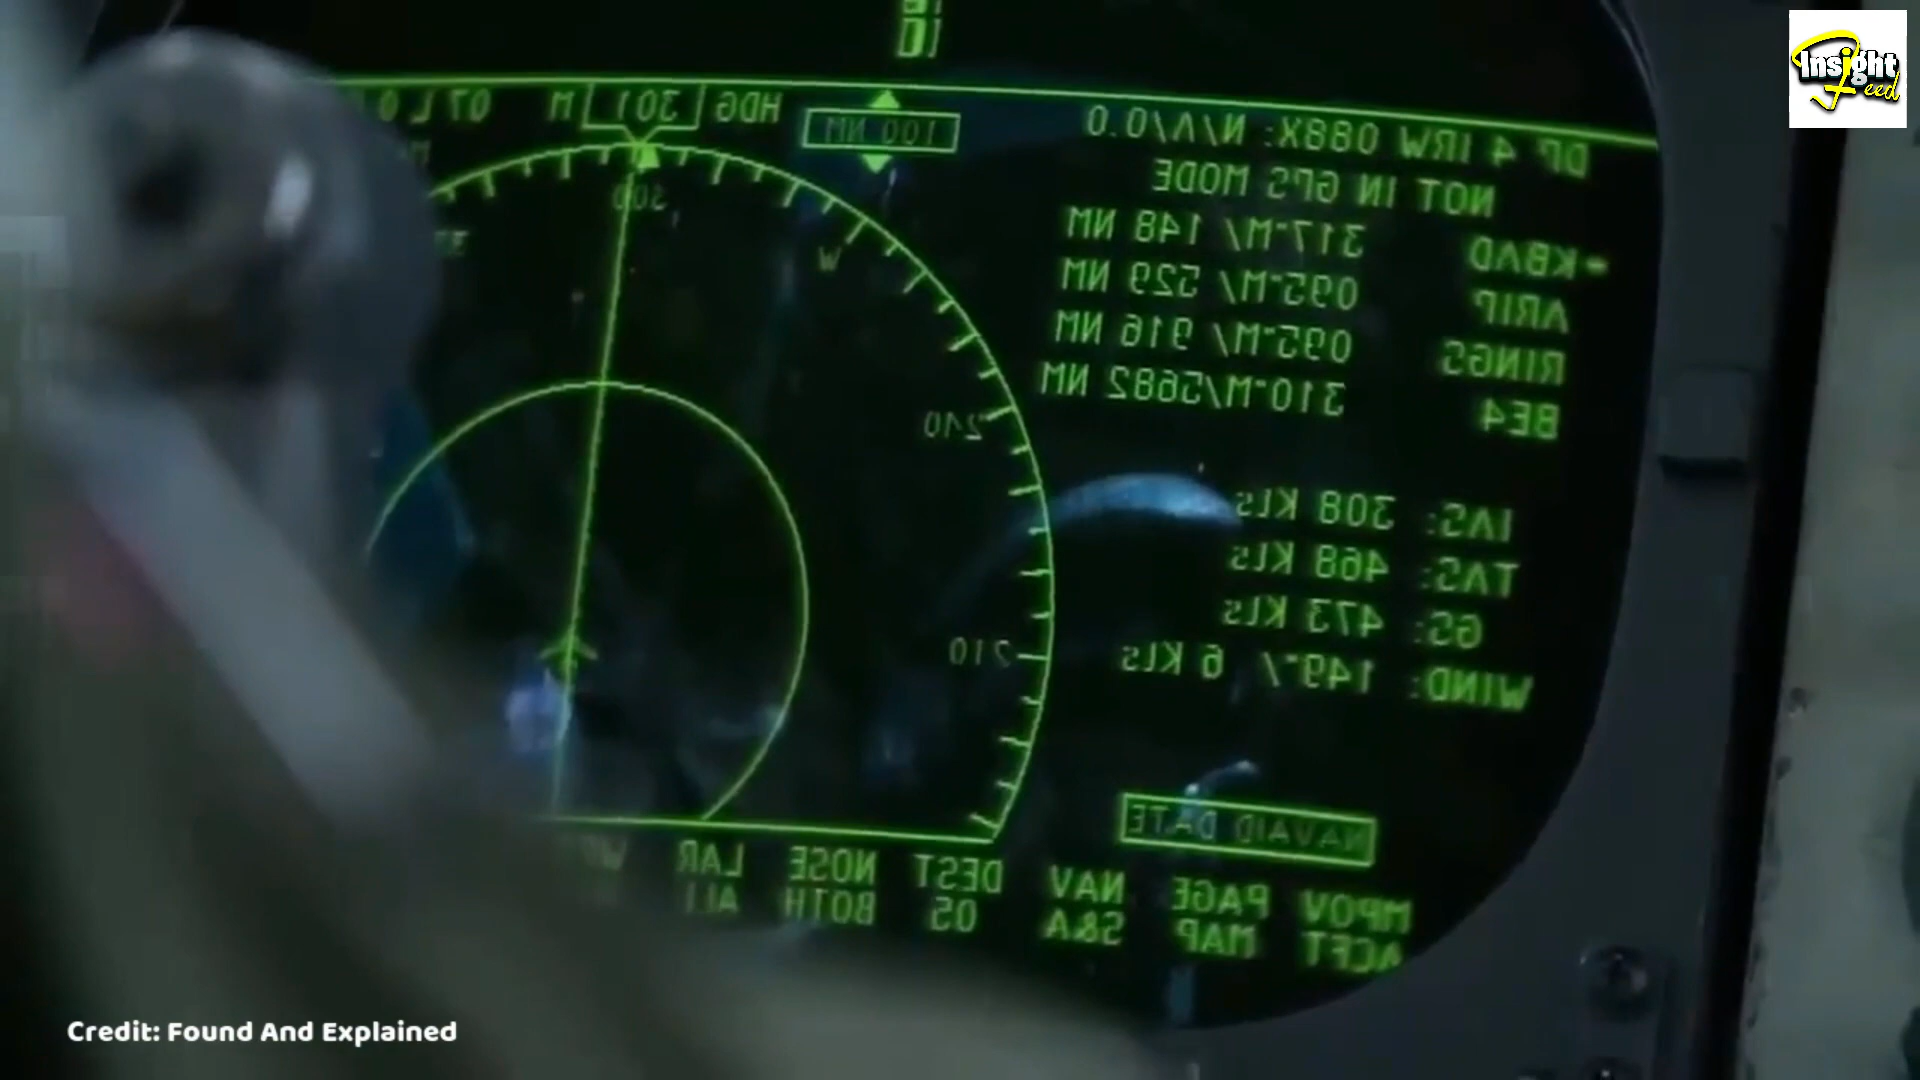 Insight
Feed
DP 4 IRW 088X: N/A/0.0
NOT IN GPS MODE
KBAD 317°M/ 148 NM
ARIP 095°M/ 529 NM
RINGS 095°M/ 916 NM
BE4 310°M/5682 NM
IAS: 308 Kts
TAS: 468 Kts
GS: 473 Kts
WIND: 149°/ 6 Kts
NAVAID DATE
100 NM
HDG 301 M
300
W
240
210
MPOV PAGE NAV DEST NOSE LAR
ACFT MAP S&A 05 BOTH ALL
Credit: Found And Explained